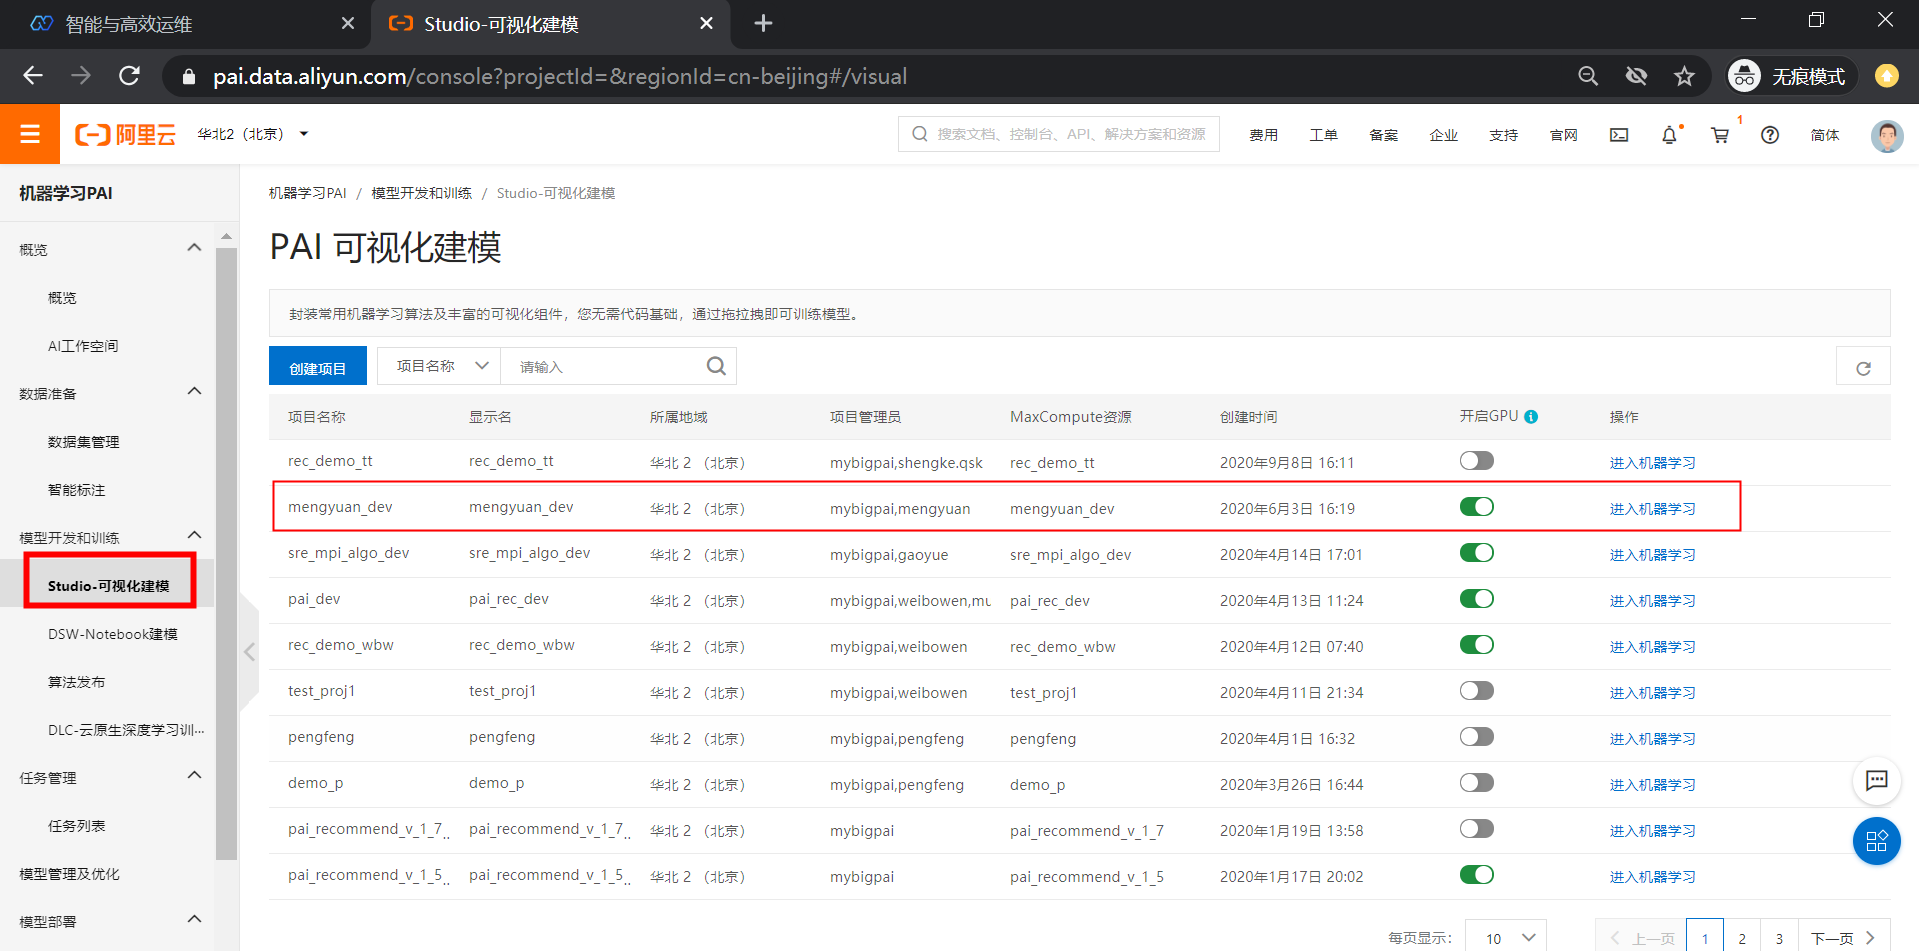 智能与高效运维
Studio-可视化建模
pai.data.aliyun.com/console?projectId=&regionId=cn-beijing#/visual
无痕模式
阿里云
华北2（北京）
搜索文档、控制台、API、解决方案和资源
费用
工单
备案
企业
支持
官网
1
简体
机器学习PAI
概览
概览
AI工作空间
数据准备
数据集管理
智能标注
模型开发和训练
Studio-可视化建模
DSW-Notebook建模
算法发布
DLC-云原生深度学习训...
任务管理
任务列表
模型管理及优化
模型部署
机器学习PAI / 模型开发和训练 / Studio-可视化建模
PAI 可视化建模
封装常用机器学习算法及丰富的可视化组件，您无需代码基础，通过拖拉拽即可训练模型。
创建项目
项目名称
请输入
项目名称 显示名 所属地域 项目管理员 MaxCompute资源 创建时间 开启GPU 操作
rec_demo_tt rec_demo_tt 华北 2 （北京） mybigpai,shengke.qsk rec_demo_tt 2020年9月8日 16:11 进入机器学习
mengyuan_dev mengyuan_dev 华北 2 （北京） mybigpai,mengyuan mengyuan_dev 2020年6月3日 16:19 进入机器学习
sre_mpi_algo_dev sre_mpi_algo_dev 华北 2 （北京） mybigpai,gaoyue sre_mpi_algo_dev 2020年4月14日 17:01 进入机器学习
pai_dev pai_rec_dev 华北 2 （北京） mybigpai,weibowen,mu pai_rec_dev 2020年4月13日 11:24 进入机器学习
rec_demo_wbw rec_demo_wbw 华北 2 （北京） mybigpai,weibowen rec_demo_wbw 2020年4月12日 07:40 进入机器学习
test_proj1 test_proj1 华北 2 （北京） mybigpai,weibowen test_proj1 2020年4月11日 21:34 进入机器学习
pengfeng pengfeng 华北 2 （北京） mybigpai,pengfeng pengfeng 2020年4月1日 16:32 进入机器学习
demo_p demo_p 华北 2 （北京） mybigpai,pengfeng demo_p 2020年3月26日 16:44 进入机器学习
pai_recommend_v_1_7.. pai_recommend_v_1_7.. 华北 2 （北京） mybigpai pai_recommend_v_1_7 2020年1月19日 13:58 进入机器学习
pai_recommend_v_1_5.. pai_recommend_v_1_5.. 华北 2 （北京） mybigpai pai_recommend_v_1_5 2020年1月17日 20:02 进入机器学习
每页显示： 10 上一页 1 2 3 下一页